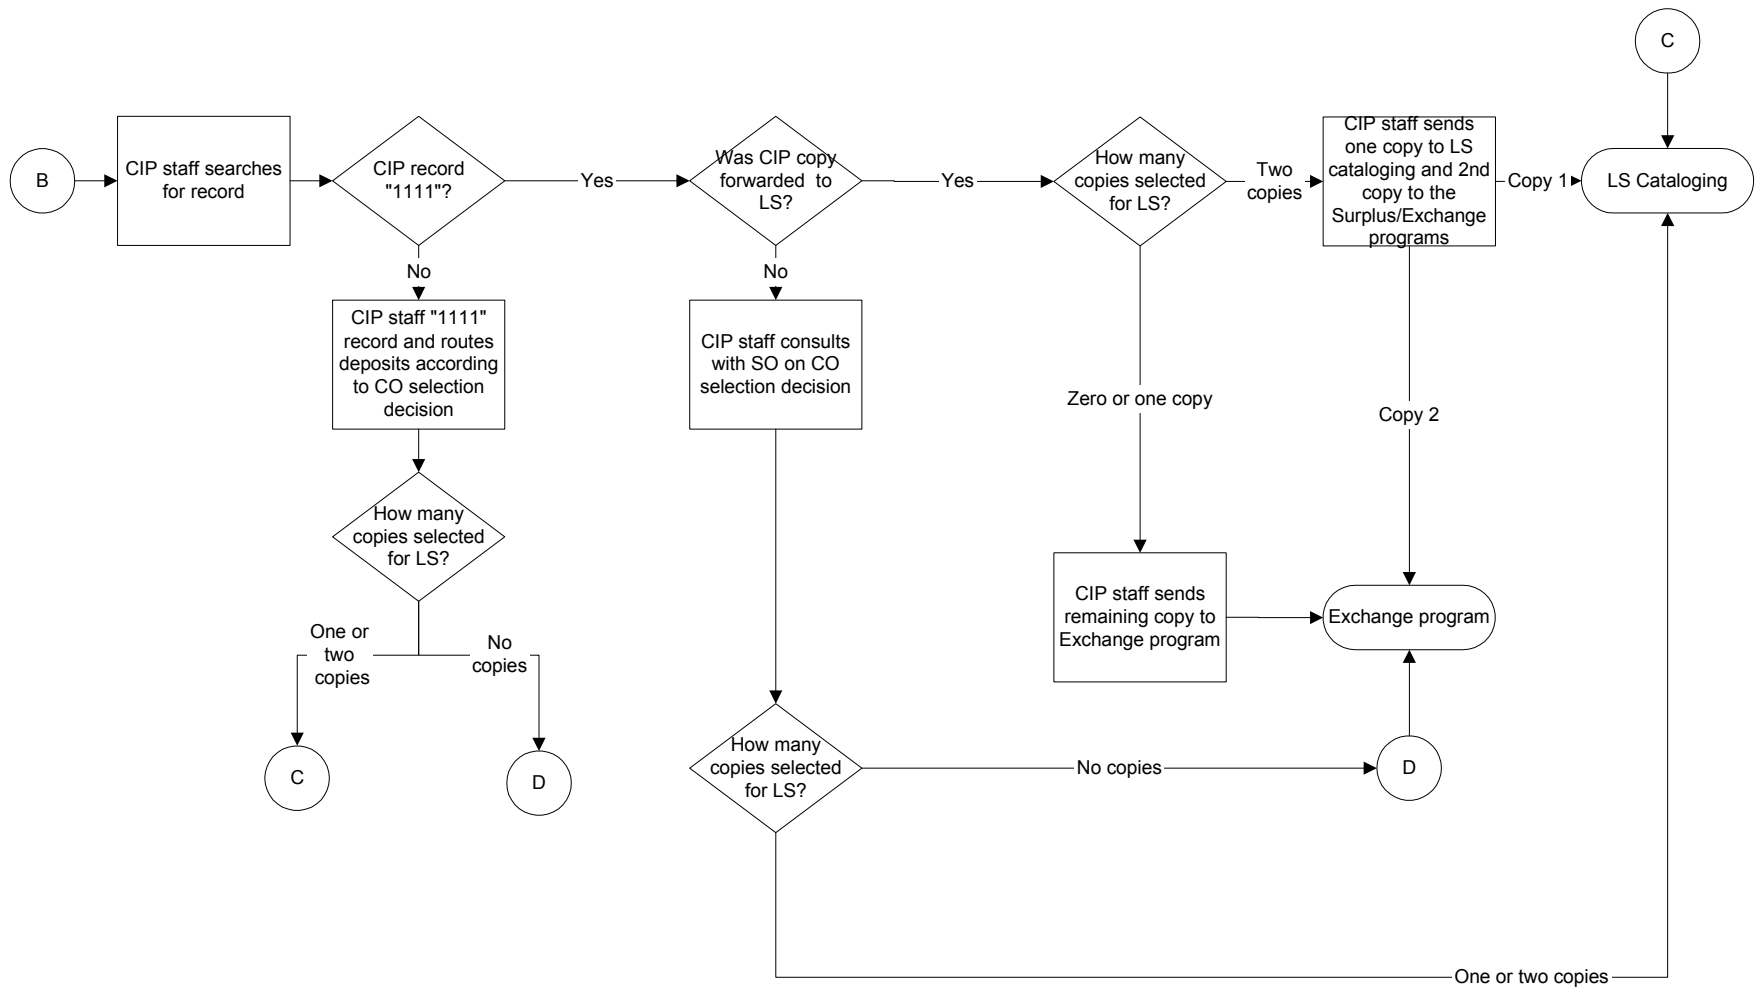 C
B
CIP staff searches
for record
CIP record
"1111"?
Yes
Was CIP copy
forwarded to
LS?
Yes
How many
copies selected
for LS?
Two
copies
CIP staff sends
one copy to LS
cataloging and 2nd
copy to the
Surplus/Exchange
programs
Copy 1
LS Cataloging
No
No
CIP staff "1111"
record and routes
deposits according
to CO selection
decision
CIP staff consults
with SO on CO
selection decision
Zero or one copy
Copy 2
How many
copies selected
for LS?
CIP staff sends
remaining copy to
Exchange program
Exchange program
One or
two
copies
No
copies
C
D
How many
copies selected
for LS?
No copies
D
One or two copies